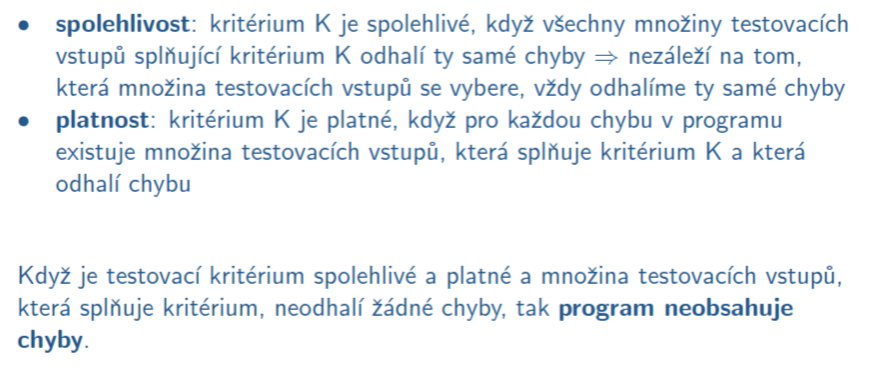 • spolehlivost: kritérium K je spolehlivé, když všechny množiny testovacích
vstupů splňující kritérium K odhalí ty samé chyby ⇒ nezáleží na tom,
která množina testovacích vstupů se vybere, vždy odhalíme ty samé chyby
• platnost: kritérium K je platné, když pro každou chybu v programu
existuje množina testovacích vstupů, která splňuje kritérium K a která
odhalí chybu
Když je testovací kritérium spolehlivé a platné a množina testovacích vstupů,
která splňuje kritérium, neodhalí žádné chyby, tak program neobsahuje
chyby.